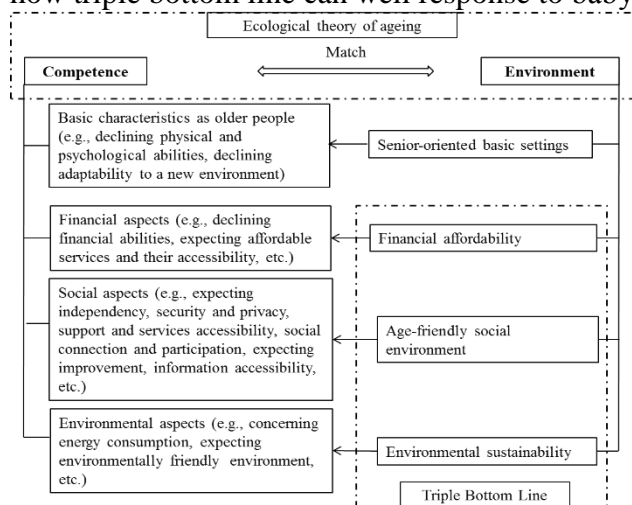 how triple bottom line can well response to baby
Ecological theory of ageing
Match
Competence
Environment
Basic characteristics as older people
(e.g., declining physical and
psychological abilities, declining
adaptability to a new environment)
Senior-oriented basic settings
Financial aspects (e.g., declining
financial abilities, expecting affordable
services and their accessibility, etc.)
Financial affordability
Social aspects (e.g., expecting
independency, security and privacy,
support and services accessibility, social
connection and participation, expecting
improvement, information accessibility,
etc.)
Age-friendly social
environment
Environmental aspects (e.g., concerning
energy consumption, expecting
environmentally friendly environment,
etc.)
Environmental sustainability
Triple Bottom Line